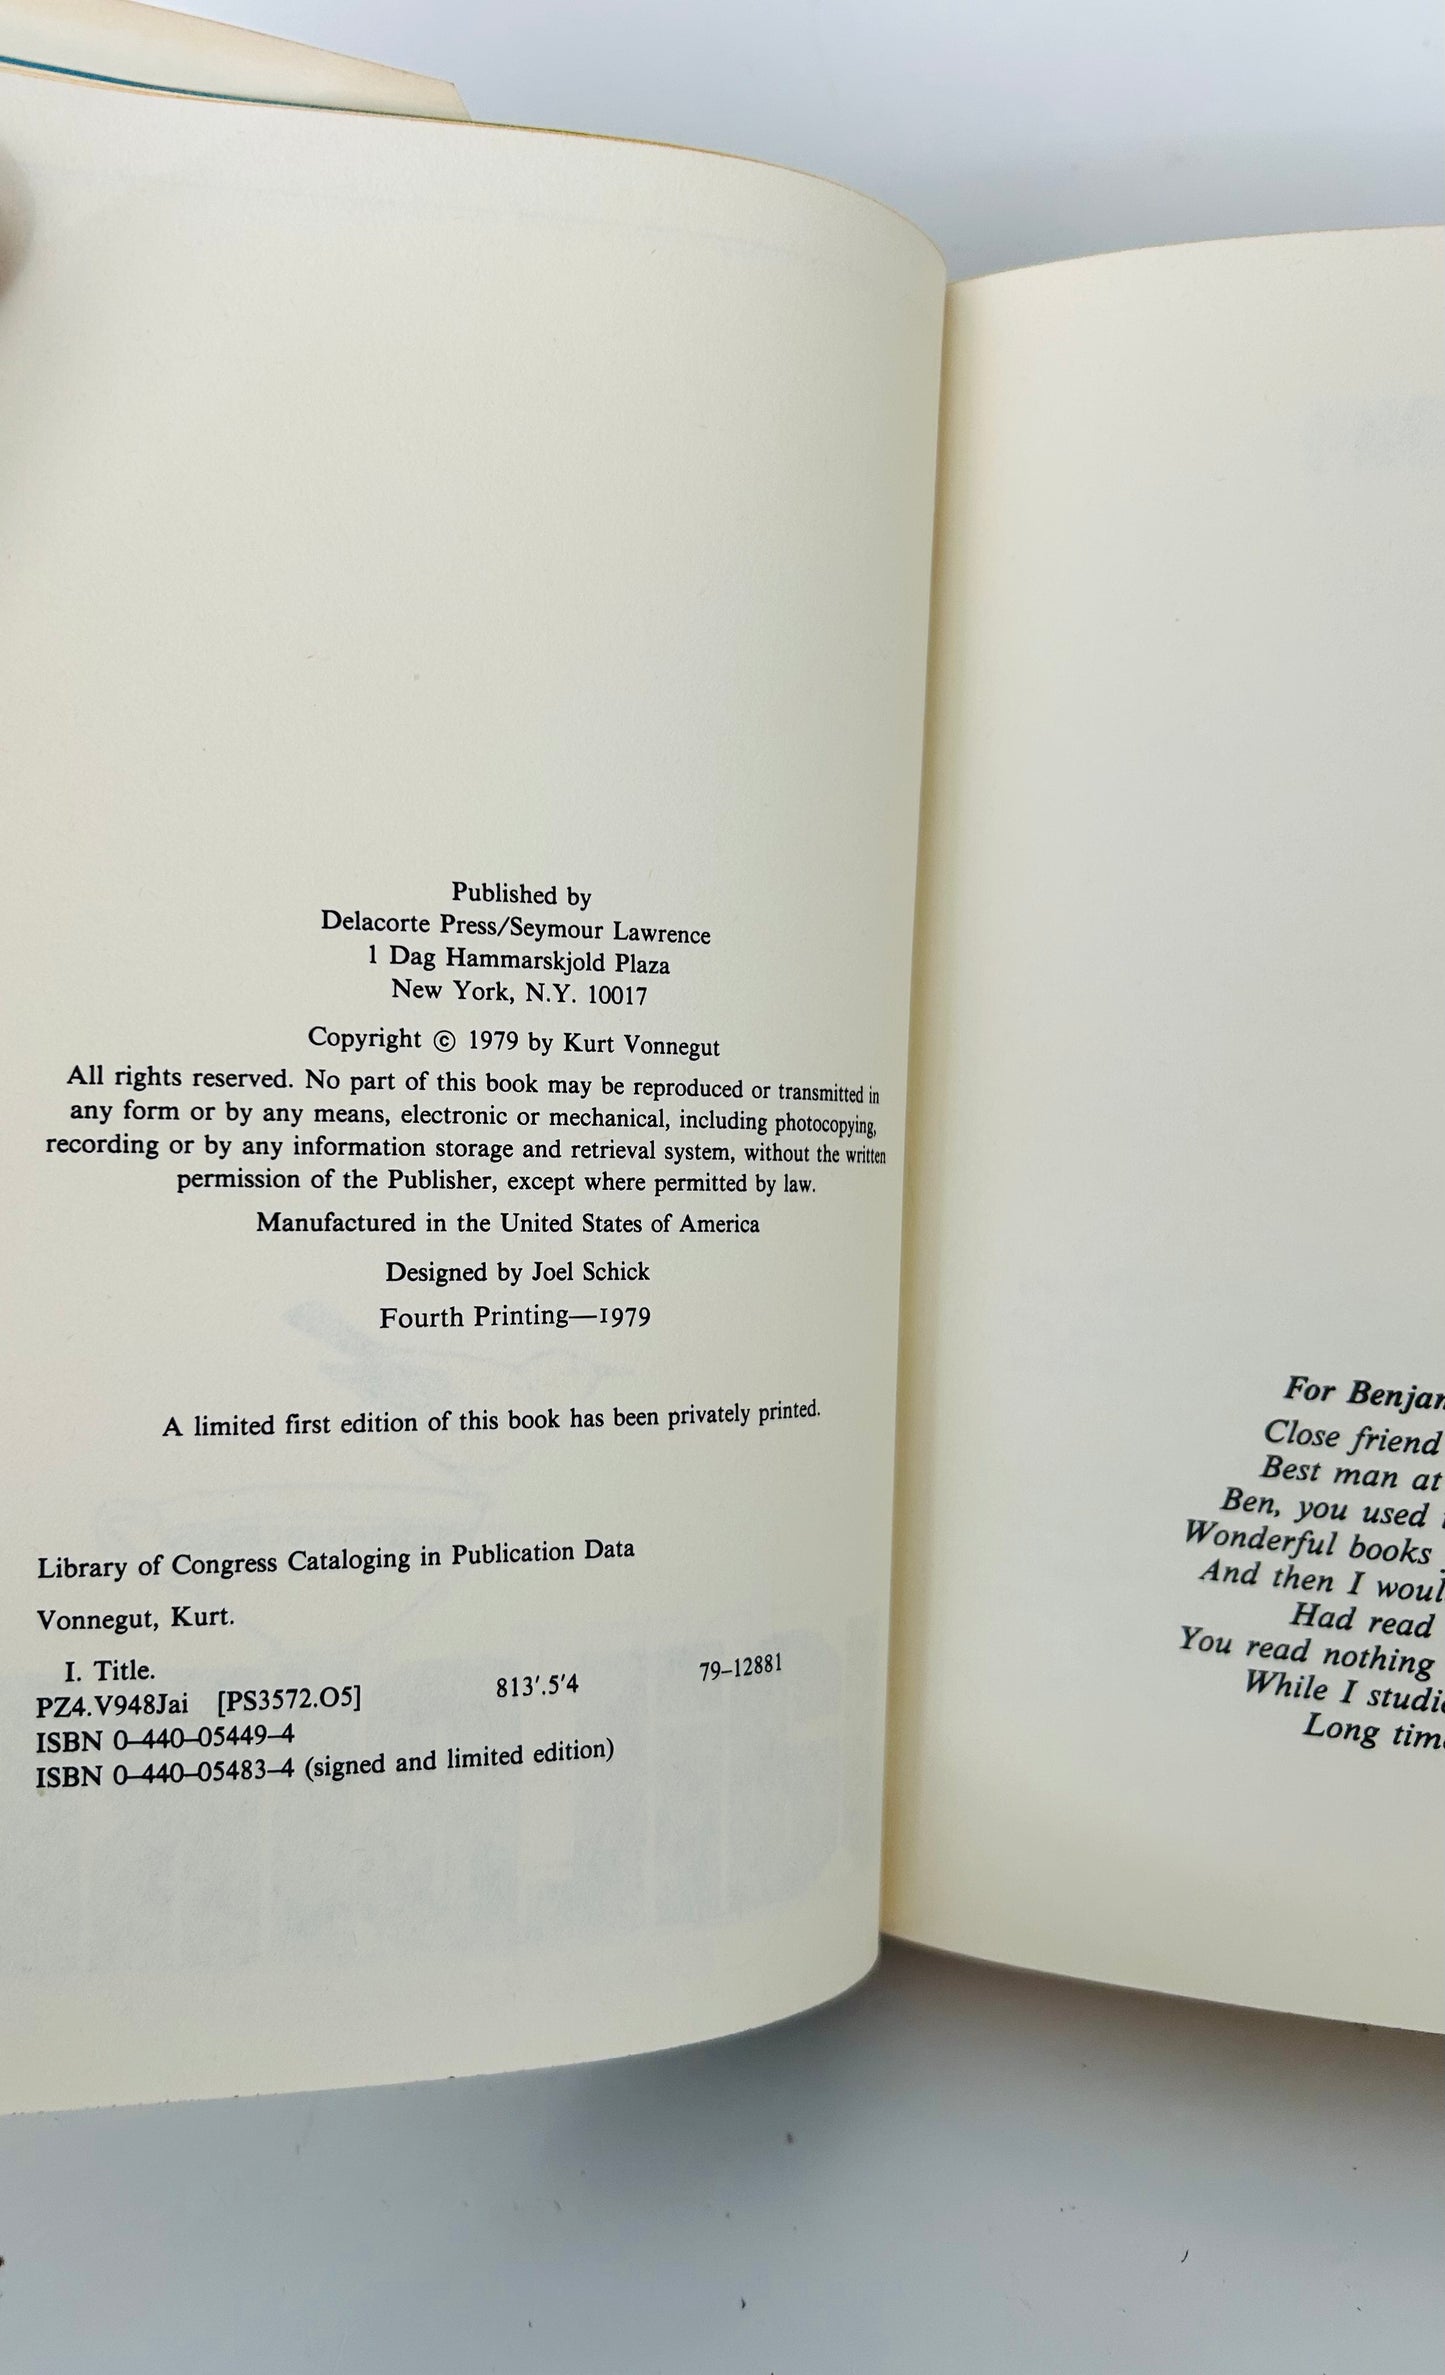 Published by
Delacorte Press/Seymour Lawrence
1 Dag Hammarskjold Plaza
New York, N.Y. 10017
Copyright © 1979 by Kurt Vonnegut
All rights reserved. No part of this book may be reproduced or transmitted in
any form or by any means, electronic or mechanical, including photocopying,
recording or by any information storage and retrieval system, without the written
permission of the Publisher, except where permitted by law.
Manufactured in the United States of America
Designed by Joel Schick
Fourth Printing—1979
A limited first edition of this book has been privately printed.
Library of Congress Cataloging in Publication Data
Vonnegut, Kurt.
I. Title.
PZ4.V948Jai [PS3572.O5] 813'.5'4 79–12881
ISBN 0–440–05449–4
ISBN 0–440–05483–4 (signed and limited edition)
For
Close friend
Best man at
Ben, you used
Wonderful books
And then I
Had read
You read nothing
While I
Long